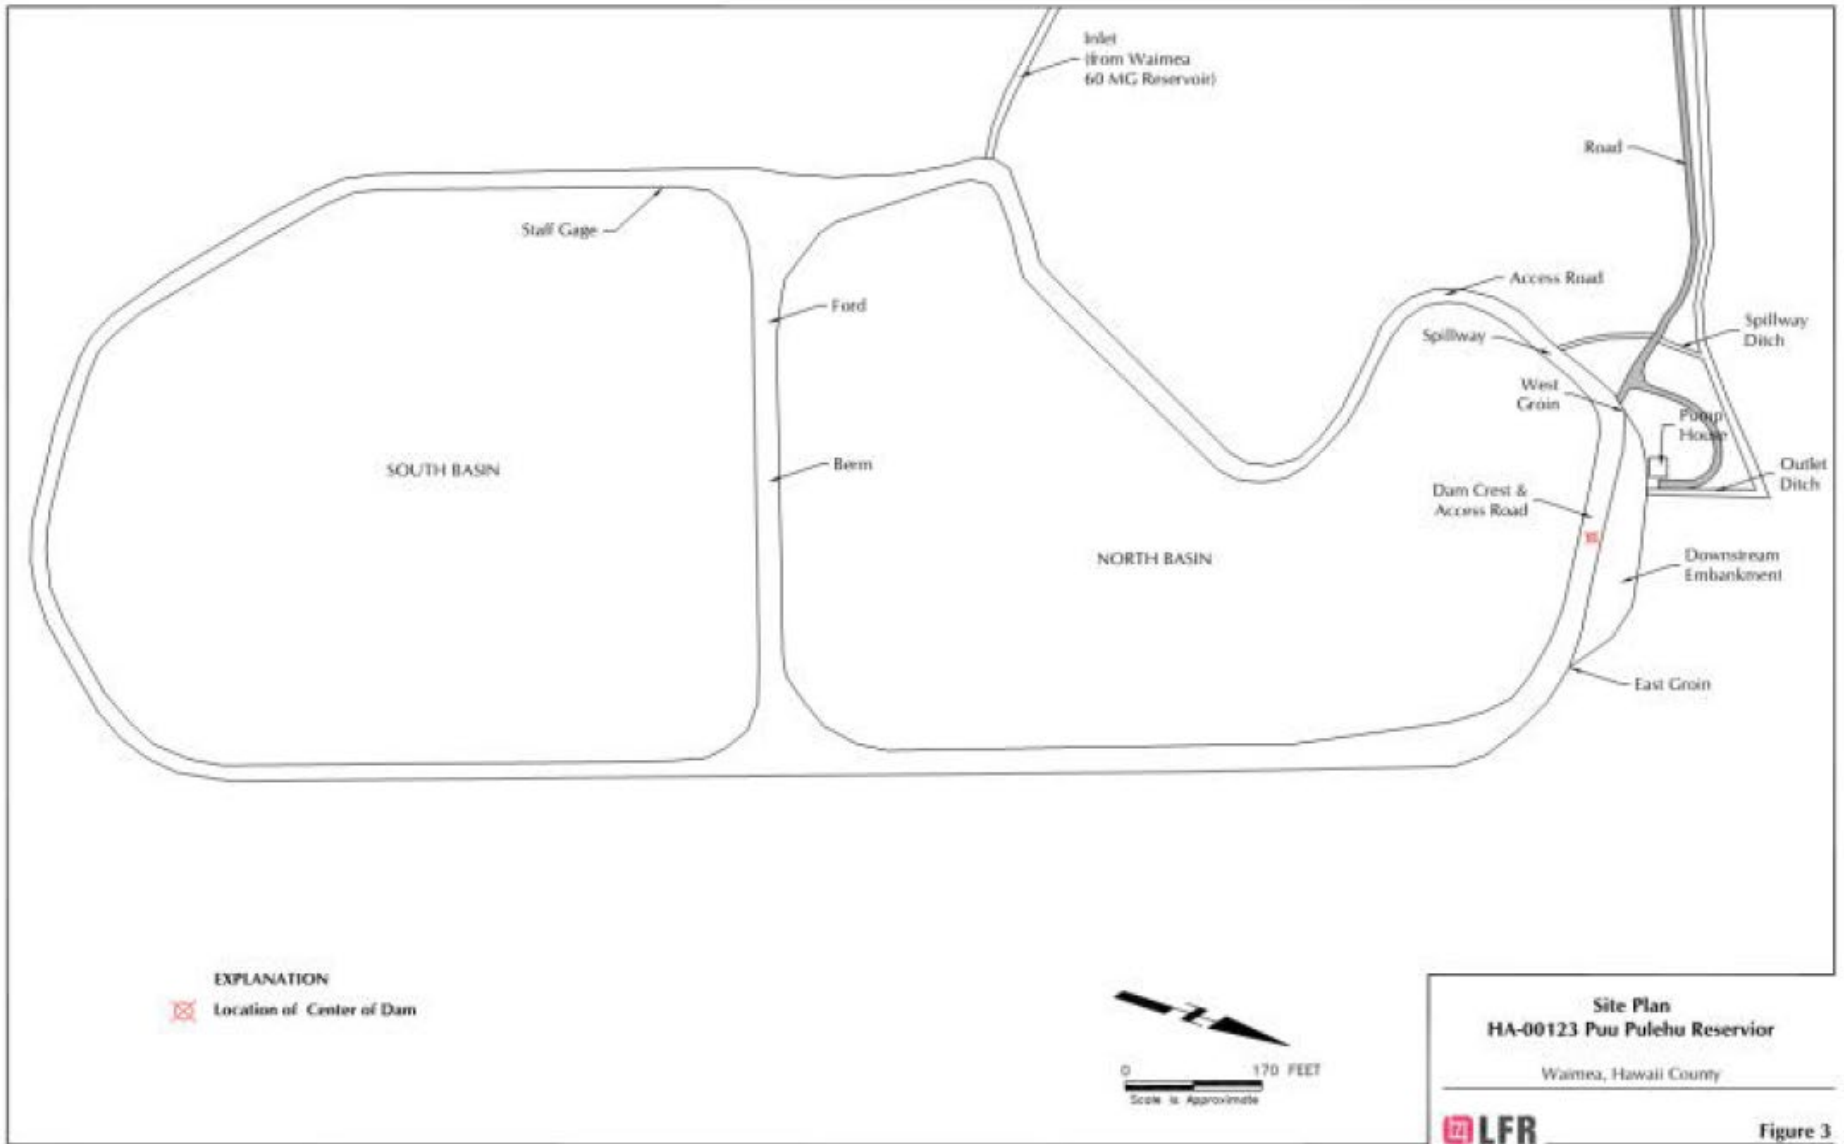 Inlet
(from Waimea
60 MG Reservoir)
Road
Staff Gage
Access Road
Ford
Spillway
Spillway
Ditch
West
Groin
Pump
House
SOUTH BASIN
Berm
Outlet
Ditch
Dam Crest &
Access Road
NORTH BASIN
Downstream
Embankment
East Groin
EXPLANATION
Location of Center of Dam
N
0 170 FEET
Scale is Approximate
Site Plan
HA-00123 Puu Pulehu Reservior
Waimea, Hawaii County
LFR
Figure 3